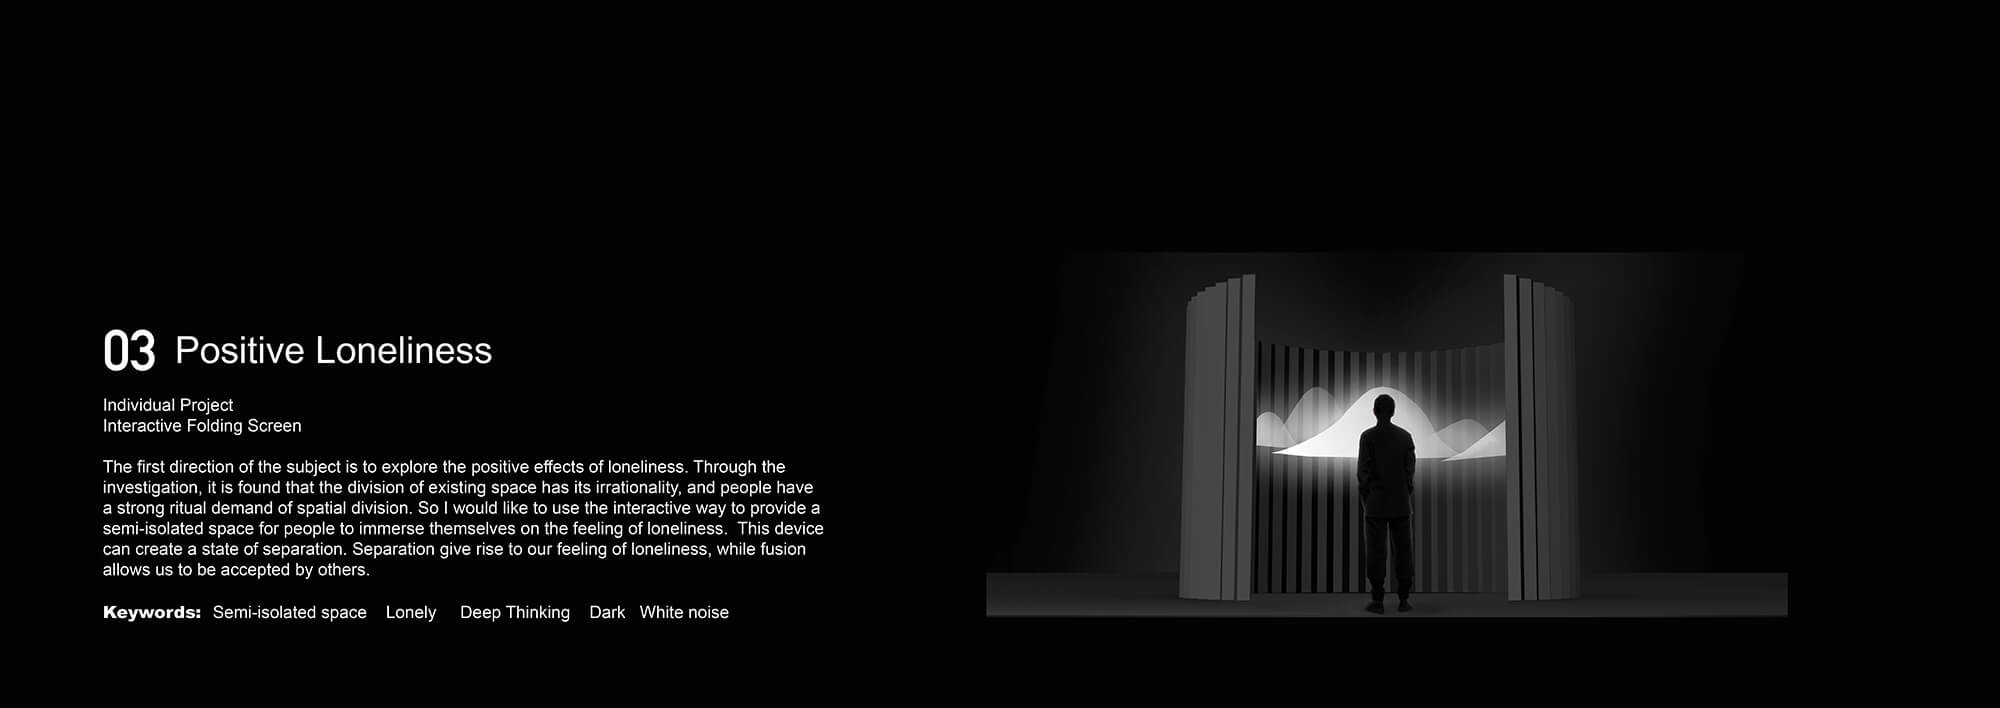 03 Positive Loneliness
Individual Project
Interactive Folding Screen
The first direction of the subject is to explore the positive effects of loneliness. Through the
investigation, it is found that the division of existing space has its irrationality, and people have
a strong ritual demand of spatial division. So I would like to use the interactive way to provide a
semi-isolated space for people to immerse themselves on the feeling of loneliness.  This device
can create a state of separation. Separation give rise to our feeling of loneliness, while fusion
allows us to be accepted by others.
Keywords: Semi-isolated space Lonely Deep Thinking Dark White noise